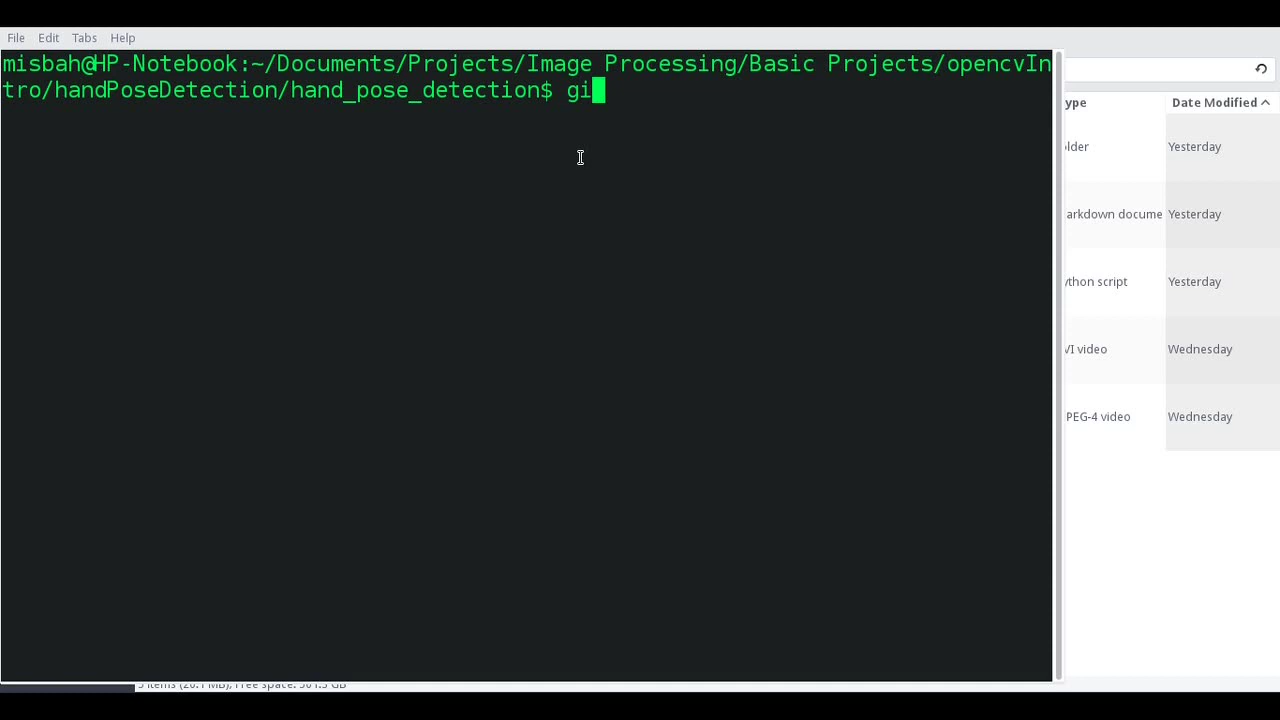 File Edit Tabs Help
misbah@HP-Notebook:~/Documents/Projects/Image Processing/Basic Projects/opencvIn
tro/handPoseDetection/hand_pose_detection$ gi
ype Date Modified
older Yesterday
arkdown docume Yesterday
ython script Yesterday
VI video Wednesday
PEG-4 video Wednesday